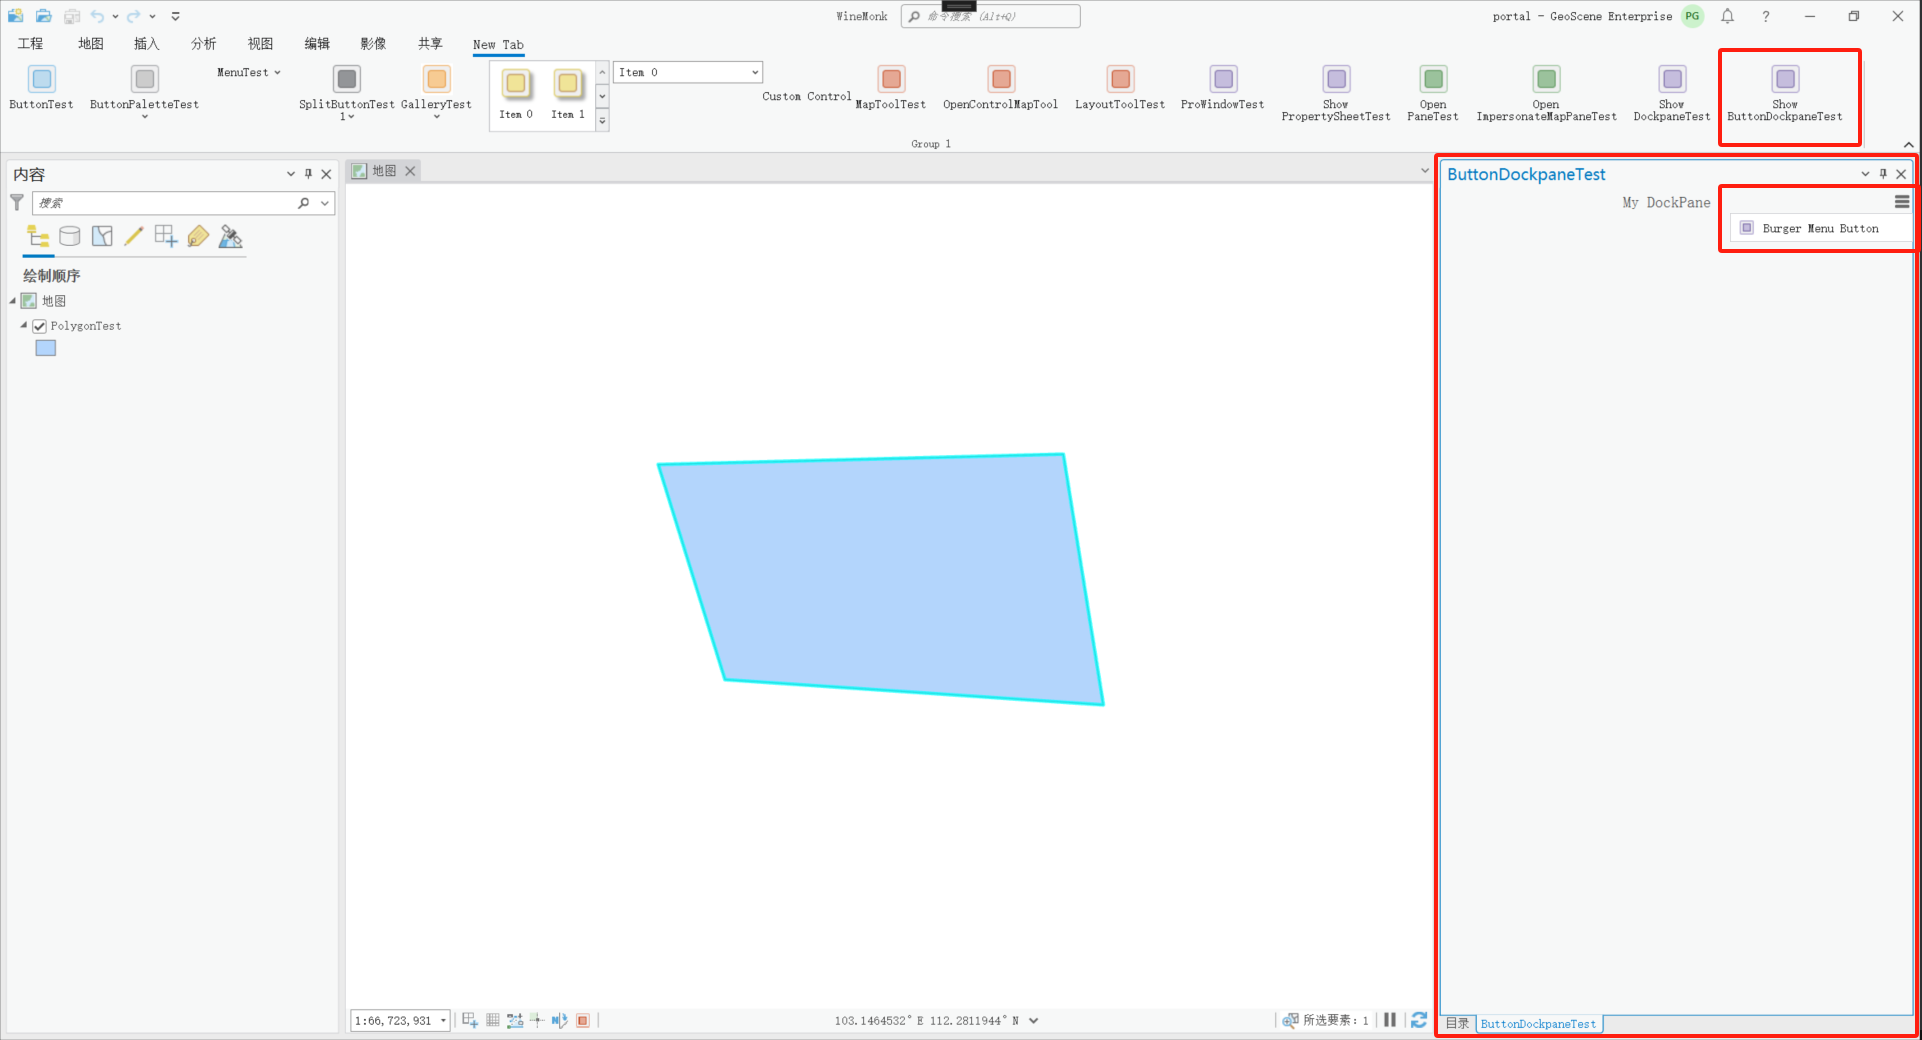 WineMonk
命令搜索 (Alt+Q)
portal - GeoScene Enterprise
PG
?
工程 地图 插入 分析 视图 编辑 影像 共享 New Tab
ButtonTest
ButtonPaletteTest
MenuTest
SplitButtonTest
1
GalleryTest
Item 0
Item 1
Item 0
Custom Control
MapToolTest
OpenControlMapTool
LayoutToolTest
ProWindowTest
Show
PropertySheetTest
Open
PaneTest
Open
ImpersonateMapPaneTest
Show
DockpaneTest
Show
ButtonDockpaneTest
Group 1
内容
搜索
绘制顺序
地图
PolygonTest
地图
ButtonDockpaneTest
My DockPane
Burger Menu Button
1:66,723,931
N
103.1464532°E 112.2811944°N
所选要素: 1
目录 ButtonDockpaneTest